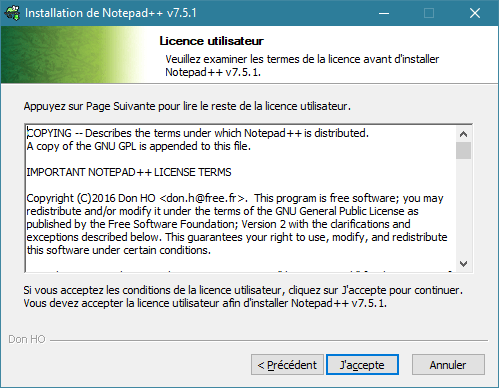 Installation de Notepad++ v7.5.1
Licence utilisateur
Veuillez examiner les termes de la licence avant d'installer
Notepad++ v7.5.1.
Appuyez sur Page Suivante pour lire le reste de la licence utilisateur.
COPYING -- Describes the terms under which Notepad++ is distributed.
A copy of the GNU GPL is appended to this file.
IMPORTANT NOTEPAD++ LICENSE TERMS
Copyright (C)2016 Don HO <don.h@free.fr>. This program is free software; you may
redistribute and/or modify it under the terms of the GNU General Public License as
published by the Free Software Foundation; Version 2 with the clarifications and
exceptions described below. This guarantees your right to use, modify, and redistribute
this software under certain conditions.
Si vous acceptez les conditions de la licence utilisateur, cliquez sur J'accepte pour continuer.
Vous devez accepter la licence utilisateur afin d'installer Notepad++ v7.5.1.
Don HO
< Précédent
J'accepte
Annuler